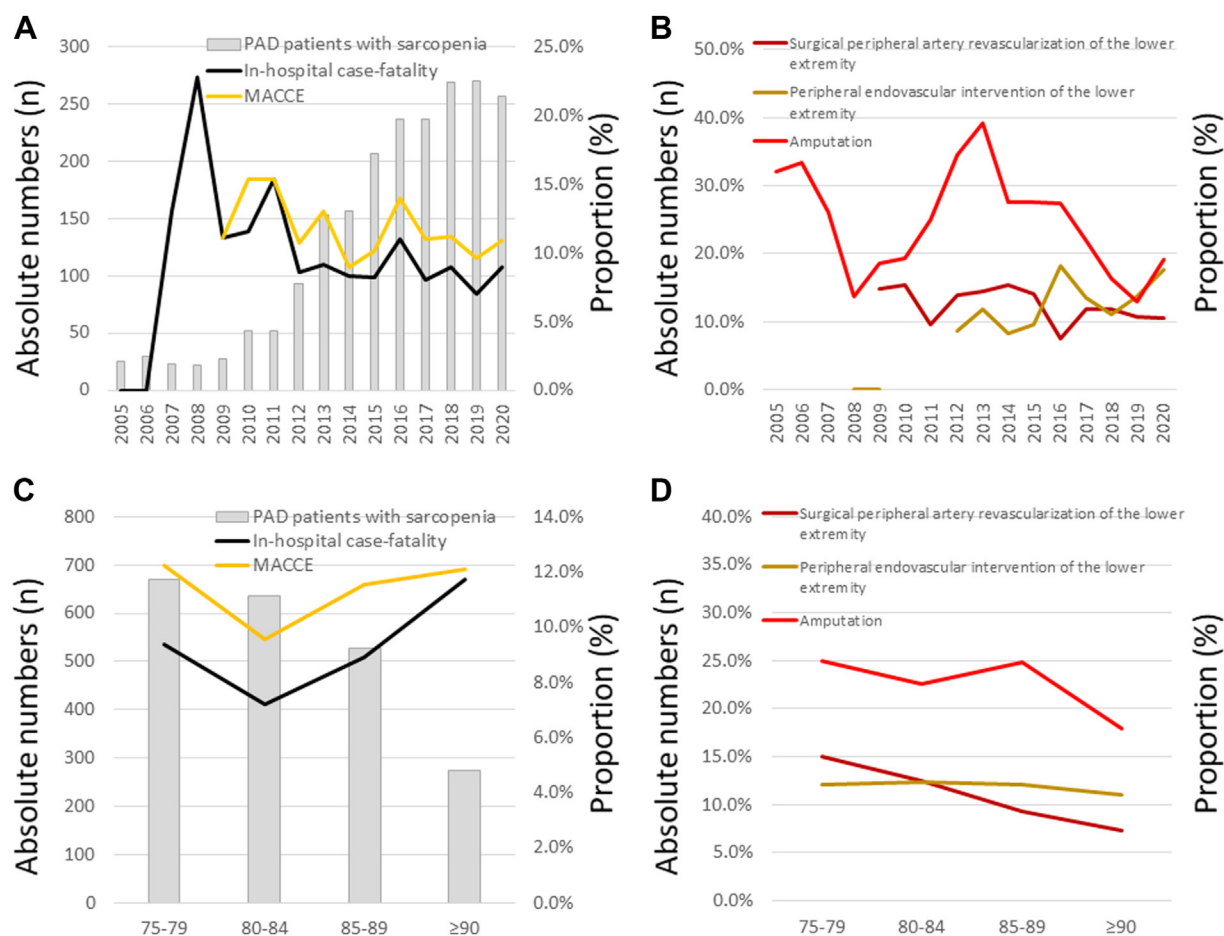 A
Absolute numbers (n)
300
250
200
150
100
50
0
PAD patients with sarcopenia
In-hospital case-fatality
MACCE
25.0%
20.0%
15.0%
10.0%
5.0%
0.0%
Proportion (%)
2005 2006 2007 2008 2009 2010 2011 2012 2013 2014 2015 2016 2017 2018 2019 2020
B
Absolute numbers (n)
50.0%
40.0%
30.0%
20.0%
10.0%
0.0%
Surgical peripheral artery revascularization of the lower
extremity
Peripheral endovascular intervention of the lower
extremity
Amputation
Proportion (%)
2005 2006 2007 2008 2009 2010 2011 2012 2013 2014 2015 2016 2017 2018 2019 2020
C
Absolute numbers (n)
800
700
600
500
400
300
200
100
0
PAD patients with sarcopenia
In-hospital case-fatality
MACCE
14.0%
12.0%
10.0%
8.0%
6.0%
4.0%
2.0%
0.0%
Proportion (%)
75-79 80-84 85-89 ≥90
D
Absolute numbers (n)
40.0%
35.0%
30.0%
25.0%
20.0%
15.0%
10.0%
5.0%
0.0%
Surgical peripheral artery revascularization of the lower
extremity
Peripheral endovascular intervention of the lower
extremity
Amputation
Proportion (%)
75-79 80-84 85-89 ≥90